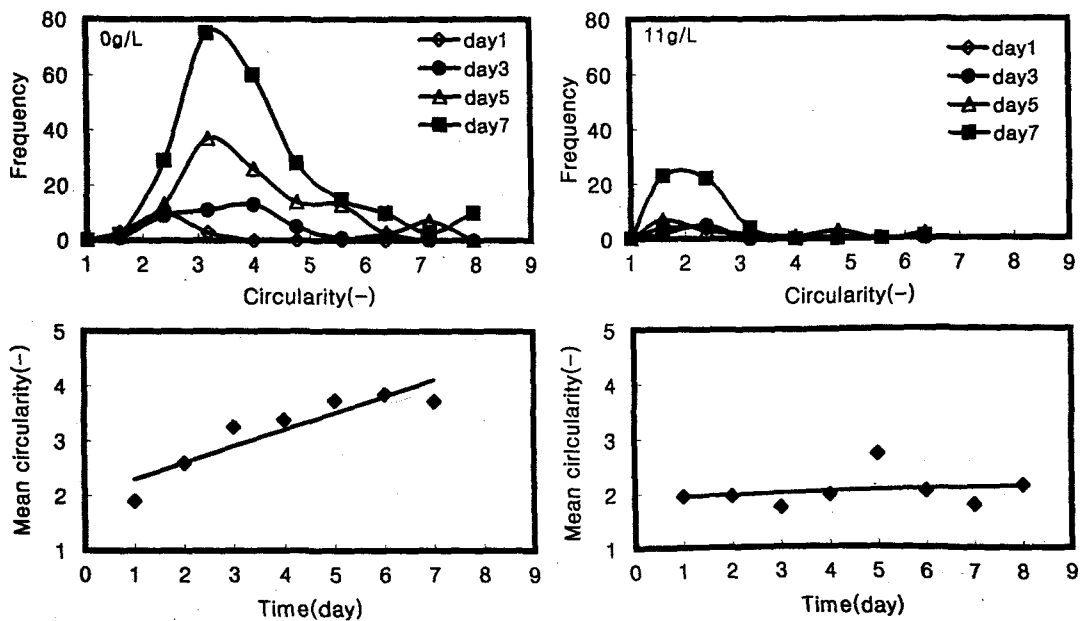 80
60
40
20
0
Frequency
0g/L
day1
day3
day5
day7
1 2 3 4 5 6 7 8 9
Circularity(-)
80
60
40
20
0
Frequency
11g/L
day1
day3
day5
day7
1 2 3 4 5 6 7 8 9
Circularity(-)
5
4
3
2
1
Mean circularity(-)
0 1 2 3 4 5 6 7 8 9
Time(day)
5
4
3
2
1
Mean cirlcularity(-)
0 1 2 3 4 5 6 7 8 9
Time(day)